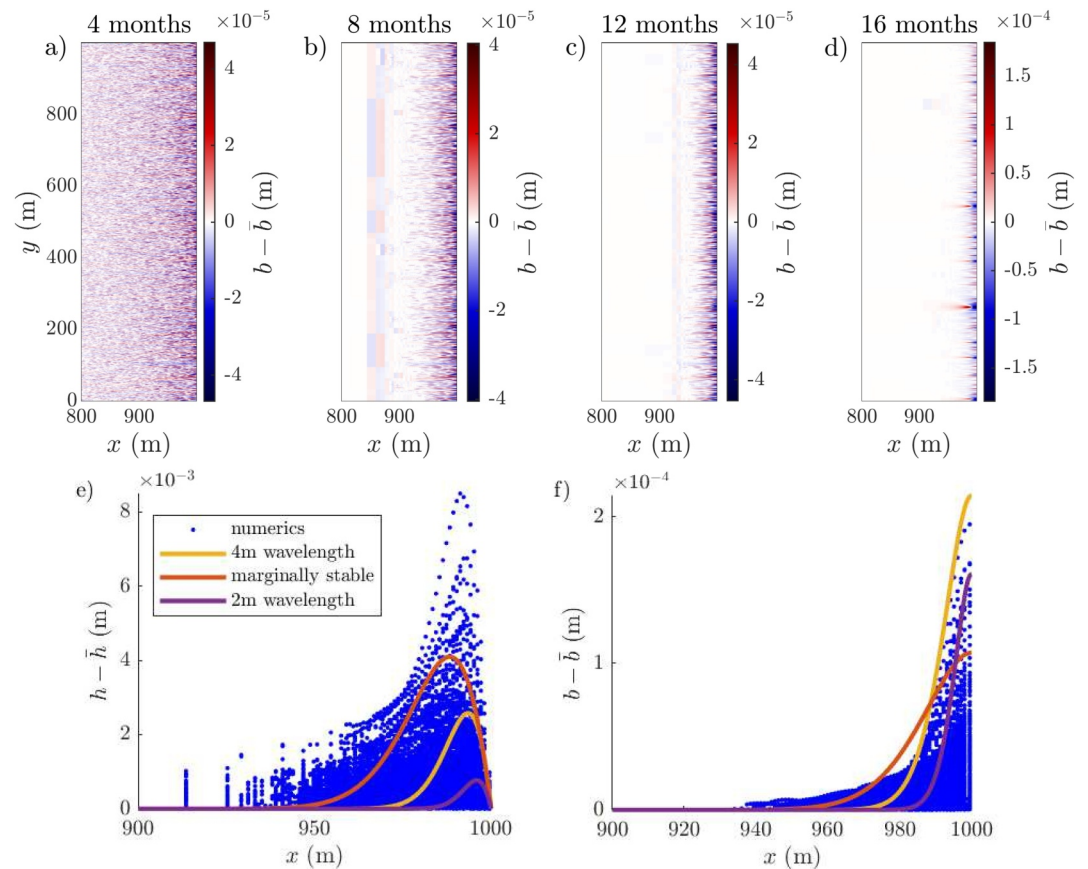 4 months
8 months
12 months
16 months
×10⁻⁵
×10⁻⁵
×10⁻⁵
×10⁻⁴
a)
b)
c)
d)
y (m)
800
600
400
200
0
800 900
x (m)
4
2
0
-2
-4
b − b̄ (m)
800 900
x (m)
4
2
0
-2
-4
b − b̄ (m)
800 900
x (m)
4
2
0
-2
-4
b − b̄ (m)
800 900
x (m)
1.5
1
0.5
0
-0.5
-1
-1.5
b − b̄ (m)
e)
×10⁻³
8
6
4
2
0
h − h̄ (m)
numerics
4m wavelength
marginally stable
2m wavelength
900 950 1000
x (m)
f)
×10⁻⁴
2
1
0
b − b̄ (m)
900 920 940 960 980 1000
x (m)